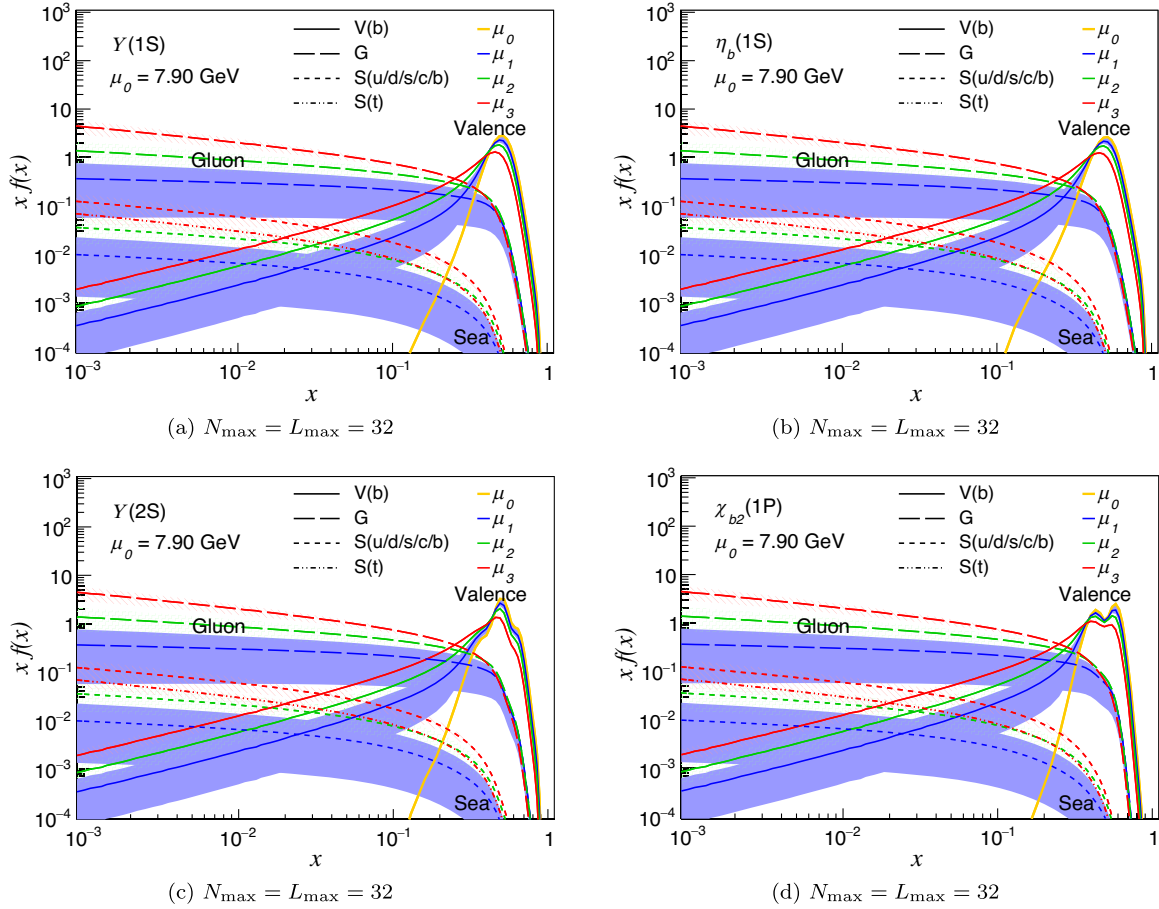 10³
10²
10
1
10⁻¹
10⁻²
10⁻³
10⁻⁴
x f(x)
Υ(1S)
μ₀ = 7.90 GeV
V(b)
G
S(u/d/s/c/b)
S(t)
μ₀
μ₁
μ₂
μ₃
Valence
Gluon
Sea
10⁻³
10⁻²
10⁻¹
1
x
(a) N_max = L_max = 32
10³
10²
10
1
10⁻¹
10⁻²
10⁻³
10⁻⁴
x f(x)
η_b(1S)
μ₀ = 7.90 GeV
V(b)
G
S(u/d/s/c/b)
S(t)
μ₀
μ₁
μ₂
μ₃
Valence
Gluon
Sea
10⁻³
10⁻²
10⁻¹
1
x
(b) N_max = L_max = 32
10³
10²
10
1
10⁻¹
10⁻²
10⁻³
10⁻⁴
x f(x)
Υ(2S)
μ₀ = 7.90 GeV
V(b)
G
S(u/d/s/c/b)
S(t)
μ₀
μ₁
μ₂
μ₃
Valence
Gluon
Sea
10⁻³
10⁻²
10⁻¹
1
x
(c) N_max = L_max = 32
10³
10²
10
1
10⁻¹
10⁻²
10⁻³
10⁻⁴
x f(x)
χ_b2(1P)
μ₀ = 7.90 GeV
V(b)
G
S(u/d/s/c/b)
S(t)
μ₀
μ₁
μ₂
μ₃
Valence
Gluon
Sea
10⁻³
10⁻²
10⁻¹
1
x
(d) N_max = L_max = 32